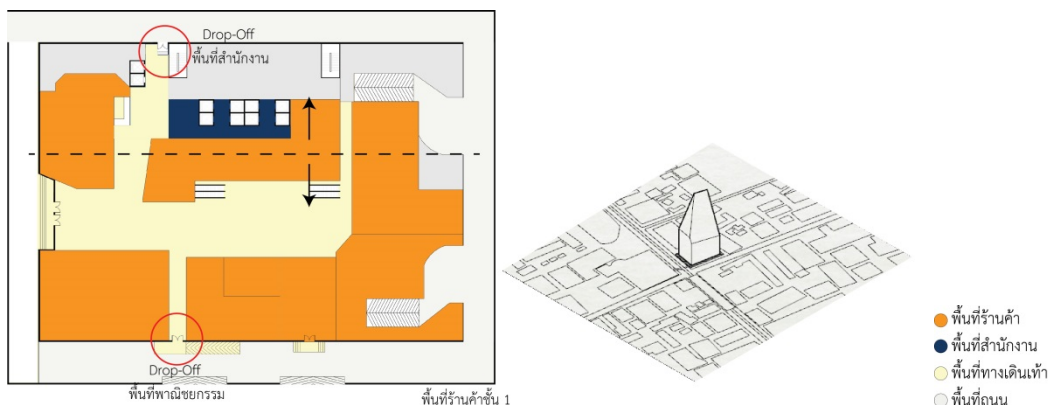 Drop-Off
พื้นที่สำนักงาน
Drop-Off
พื้นที่พาณิชยกรรม
พื้นที่ร้านค้าชั้น 1
พื้นที่ร้านค้า
พื้นที่สำนักงาน
พื้นที่ทางเดินเท้า
พื้นที่ถนน